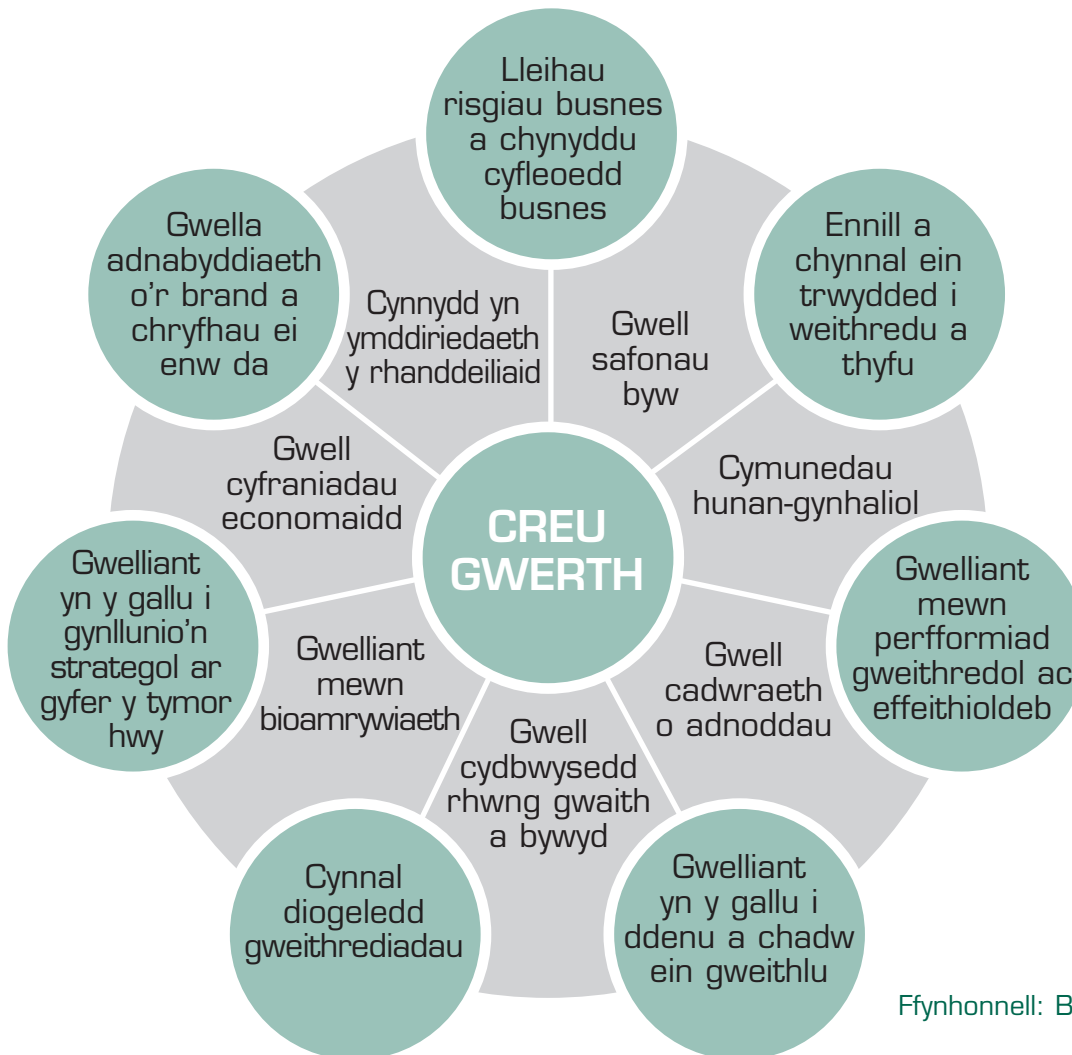 Lleihau
risgiau busnes
a chynyddu
cyfleoedd
busnes
Ennill a
chynnal ein
trwydded i
weithredu a
thyfu
Gwelliant
mewn
perfformiad
gweithredol ac
effeithioldeb
Gwelliant
yn y gallu i
ddenu a chadw
ein gweithlu
Cynnal
diogeledd
gweithrediadau
Gwelliant
yn y gallu i
gynllunio'n
strategol ar
gyfer y tymor
hwy
Gwella
adnabyddiaeth
o'r brand a
chryfhau ei
enw da
Cynnydd yn
ymddiriedaeth
y rhanddeiliaid
Gwell
safonau
byw
Cymunedau
hunan-gynhaliol
Gwell
cadwraeth
o adnoddau
Gwell
cydbwysedd
rhwng gwaith
a bywyd
Gwelliant
mewn
bioamrywiaeth
Gwell
cyfraniadau
economaidd
CREU
GWERTH
Ffynhonnell: B